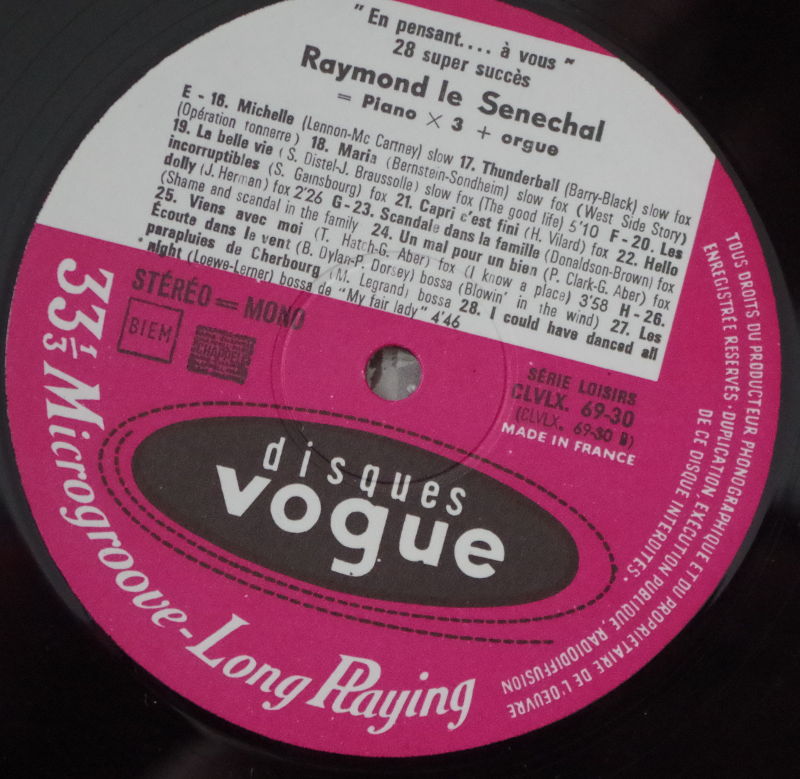 " En pensant.... à vous "
28 super succès
Raymond le Senechal
= Piano × 3 + orgue
E - 16. Michelle (Lennon-Mc Cartney) slow 17. Thunderball (Barry-Black) slow fox
(Opération tonnerre) 18. Maria (Bernstein-Sondheim) slow fox (West Side Story)
19. La belle vie (S. Distel-J. Braussolle) slow fox (The good life) 5'10 F - 20. Les
incorruptibles (S. Gainsbourg) fox 21. Capri c'est fini (H. Vilard) fox 22. Hello
dolly (J. Herman) fox 2'26 G - 23. Scandale dans la famille (Donaldson-Brown) fox
(Shame and scandal in the family 24. Un mal pour un bien (P. Clark-G. Aber) fox
25. Viens avec moi (T. Hatch-G. Aber) fox (I know a place) 3'58 H - 26.
Écoute dans le vent (B. Dylan-P. Dorsey) bossa (Blowin' in the wind) 27. Les
parapluies de Cherbourg (M. Legrand) bossa 28. I could have danced all
night (Loewe-Lerner) bossa de "My fair lady" 4'46
STÉRÉO = MONO
BIEM
CHAPPELL
SÉRIE LOISIRS
CLVLX. 69-30
(CLVLX. 69-30 B)
MADE IN FRANCE
disques
vogue
33 1/3 Microgroove-Long Playing
TOUS DROITS DU PRODUCTEUR PHONOGRAPHIQUE ET DU PROPRIÉTAIRE DE L'OEUVRE
ENREGISTRÉE RÉSERVÉS · DUPLICATION, EXÉCUTION PUBLIQUE, RADIODIFFUSION
DE CE DISQUE INTERDITES ·